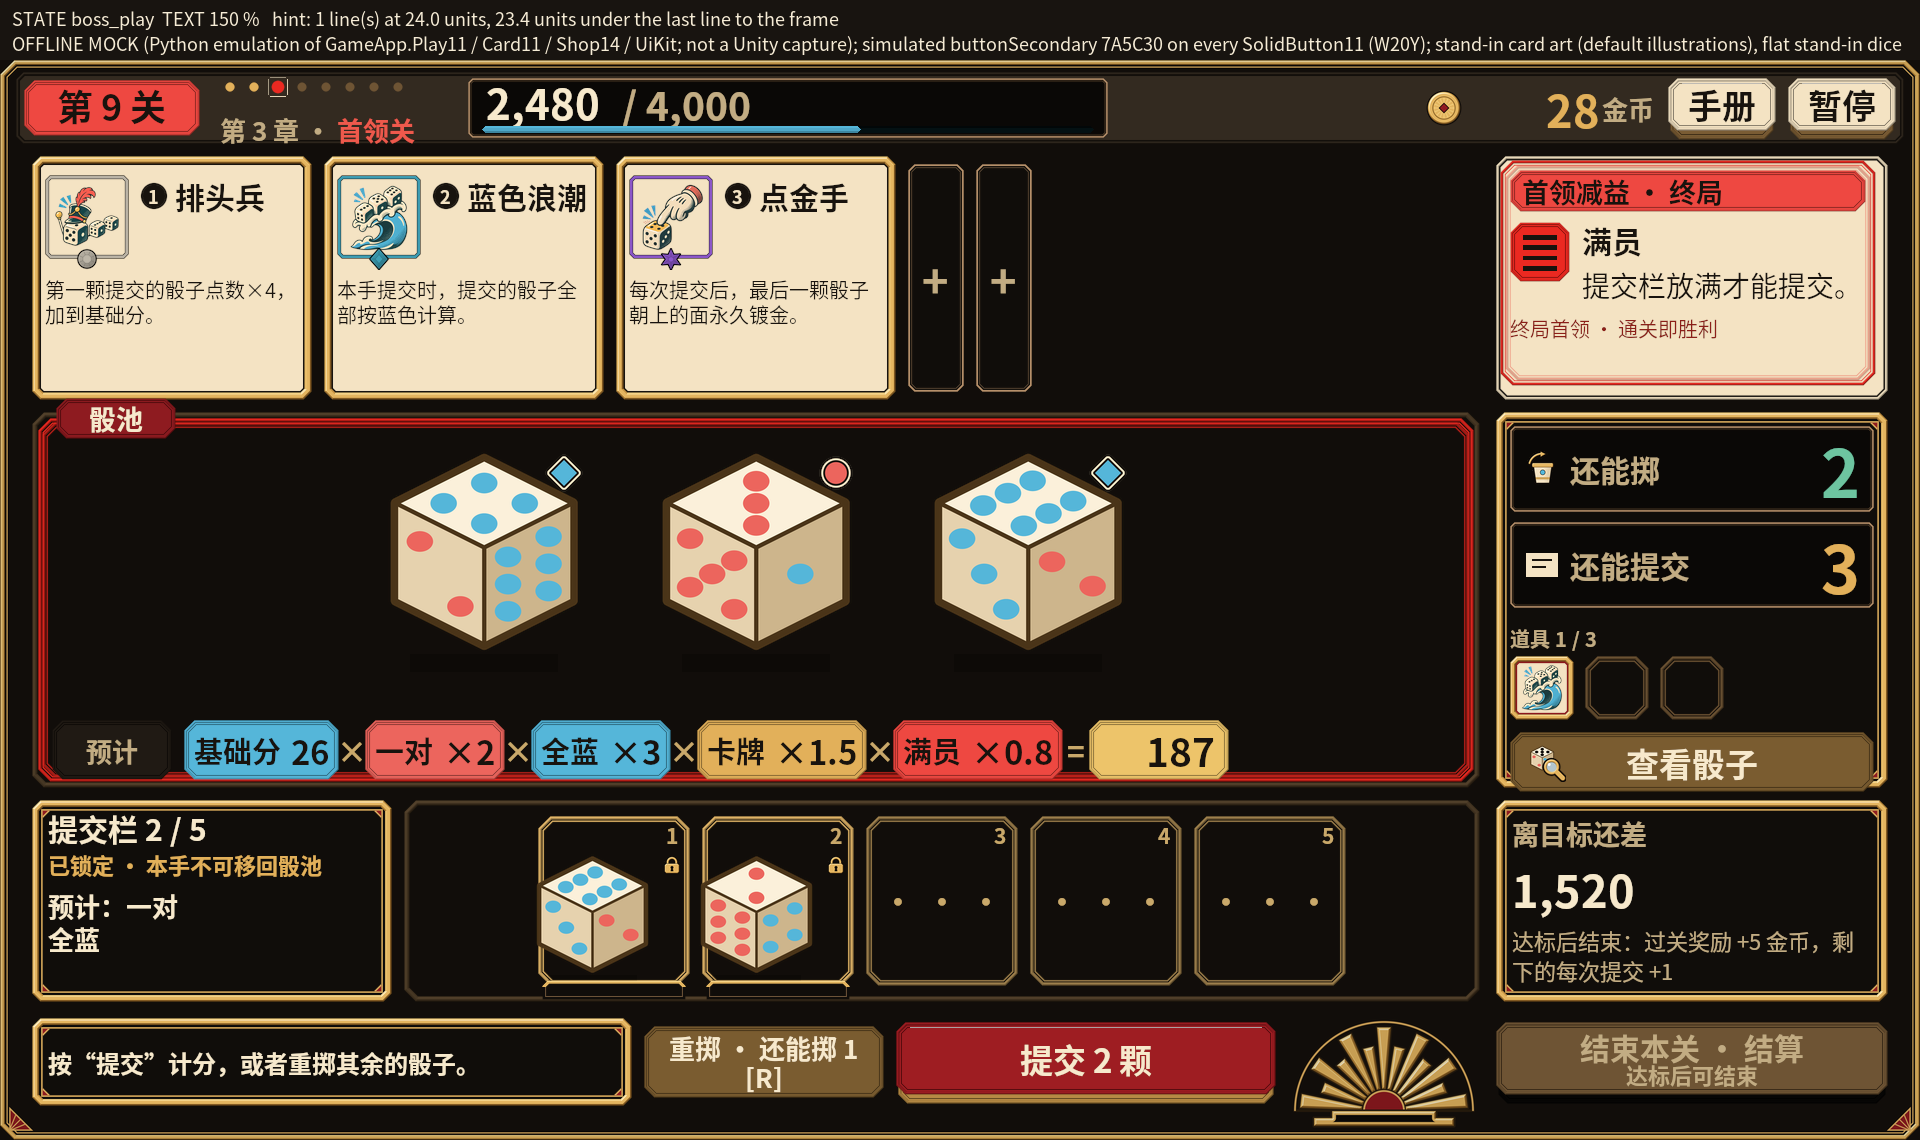 STATE boss_play  TEXT 150 %   hint: 1 line(s) at 24.0 units, 23.4 units under the last line to the frame
OFFLINE MOCK (Python emulation of GameApp.Play11 / Card11 / Shop14 / UiKit; not a Unity capture); simulated buttonSecondary 7A5C30 on every SolidButton11 (W20Y); stand-in card art (default illustrations), flat stand-in dice
第 9 关
第 3 章 · 首领关
2,480 / 4,000
28金币
手册
暂停
❶ 排头兵
第一颗提交的骰子点数×4，
加到基础分。
❷ 蓝色浪潮
本手提交时，提交的骰子全
部按蓝色计算。
❸ 点金手
每次提交后，最后一颗骰子
朝上的面永久镀金。
+
+
首领减益 · 终局
满员
提交栏放满才能提交。
终局首领 · 通关即胜利
骰池
还能掷 2
还能提交 3
道具 1 / 3
查看骰子
预计
基础分 26 × 一对 ×2 × 全蓝 ×3 × 卡牌 ×1.5 × 满员 ×0.8 = 187
提交栏 2 / 5
已锁定 · 本手不可移回骰池
预计：一对
全蓝
1
2
3
4
5
离目标还差
1,520
达标后结束：过关奖励 +5 金币，剩
下的每次提交 +1
按“提交”计分，或者重掷其余的骰子。
重掷 · 还能掷 1
[R]
提交 2 颗
结束本关 · 结算
达标后可结束